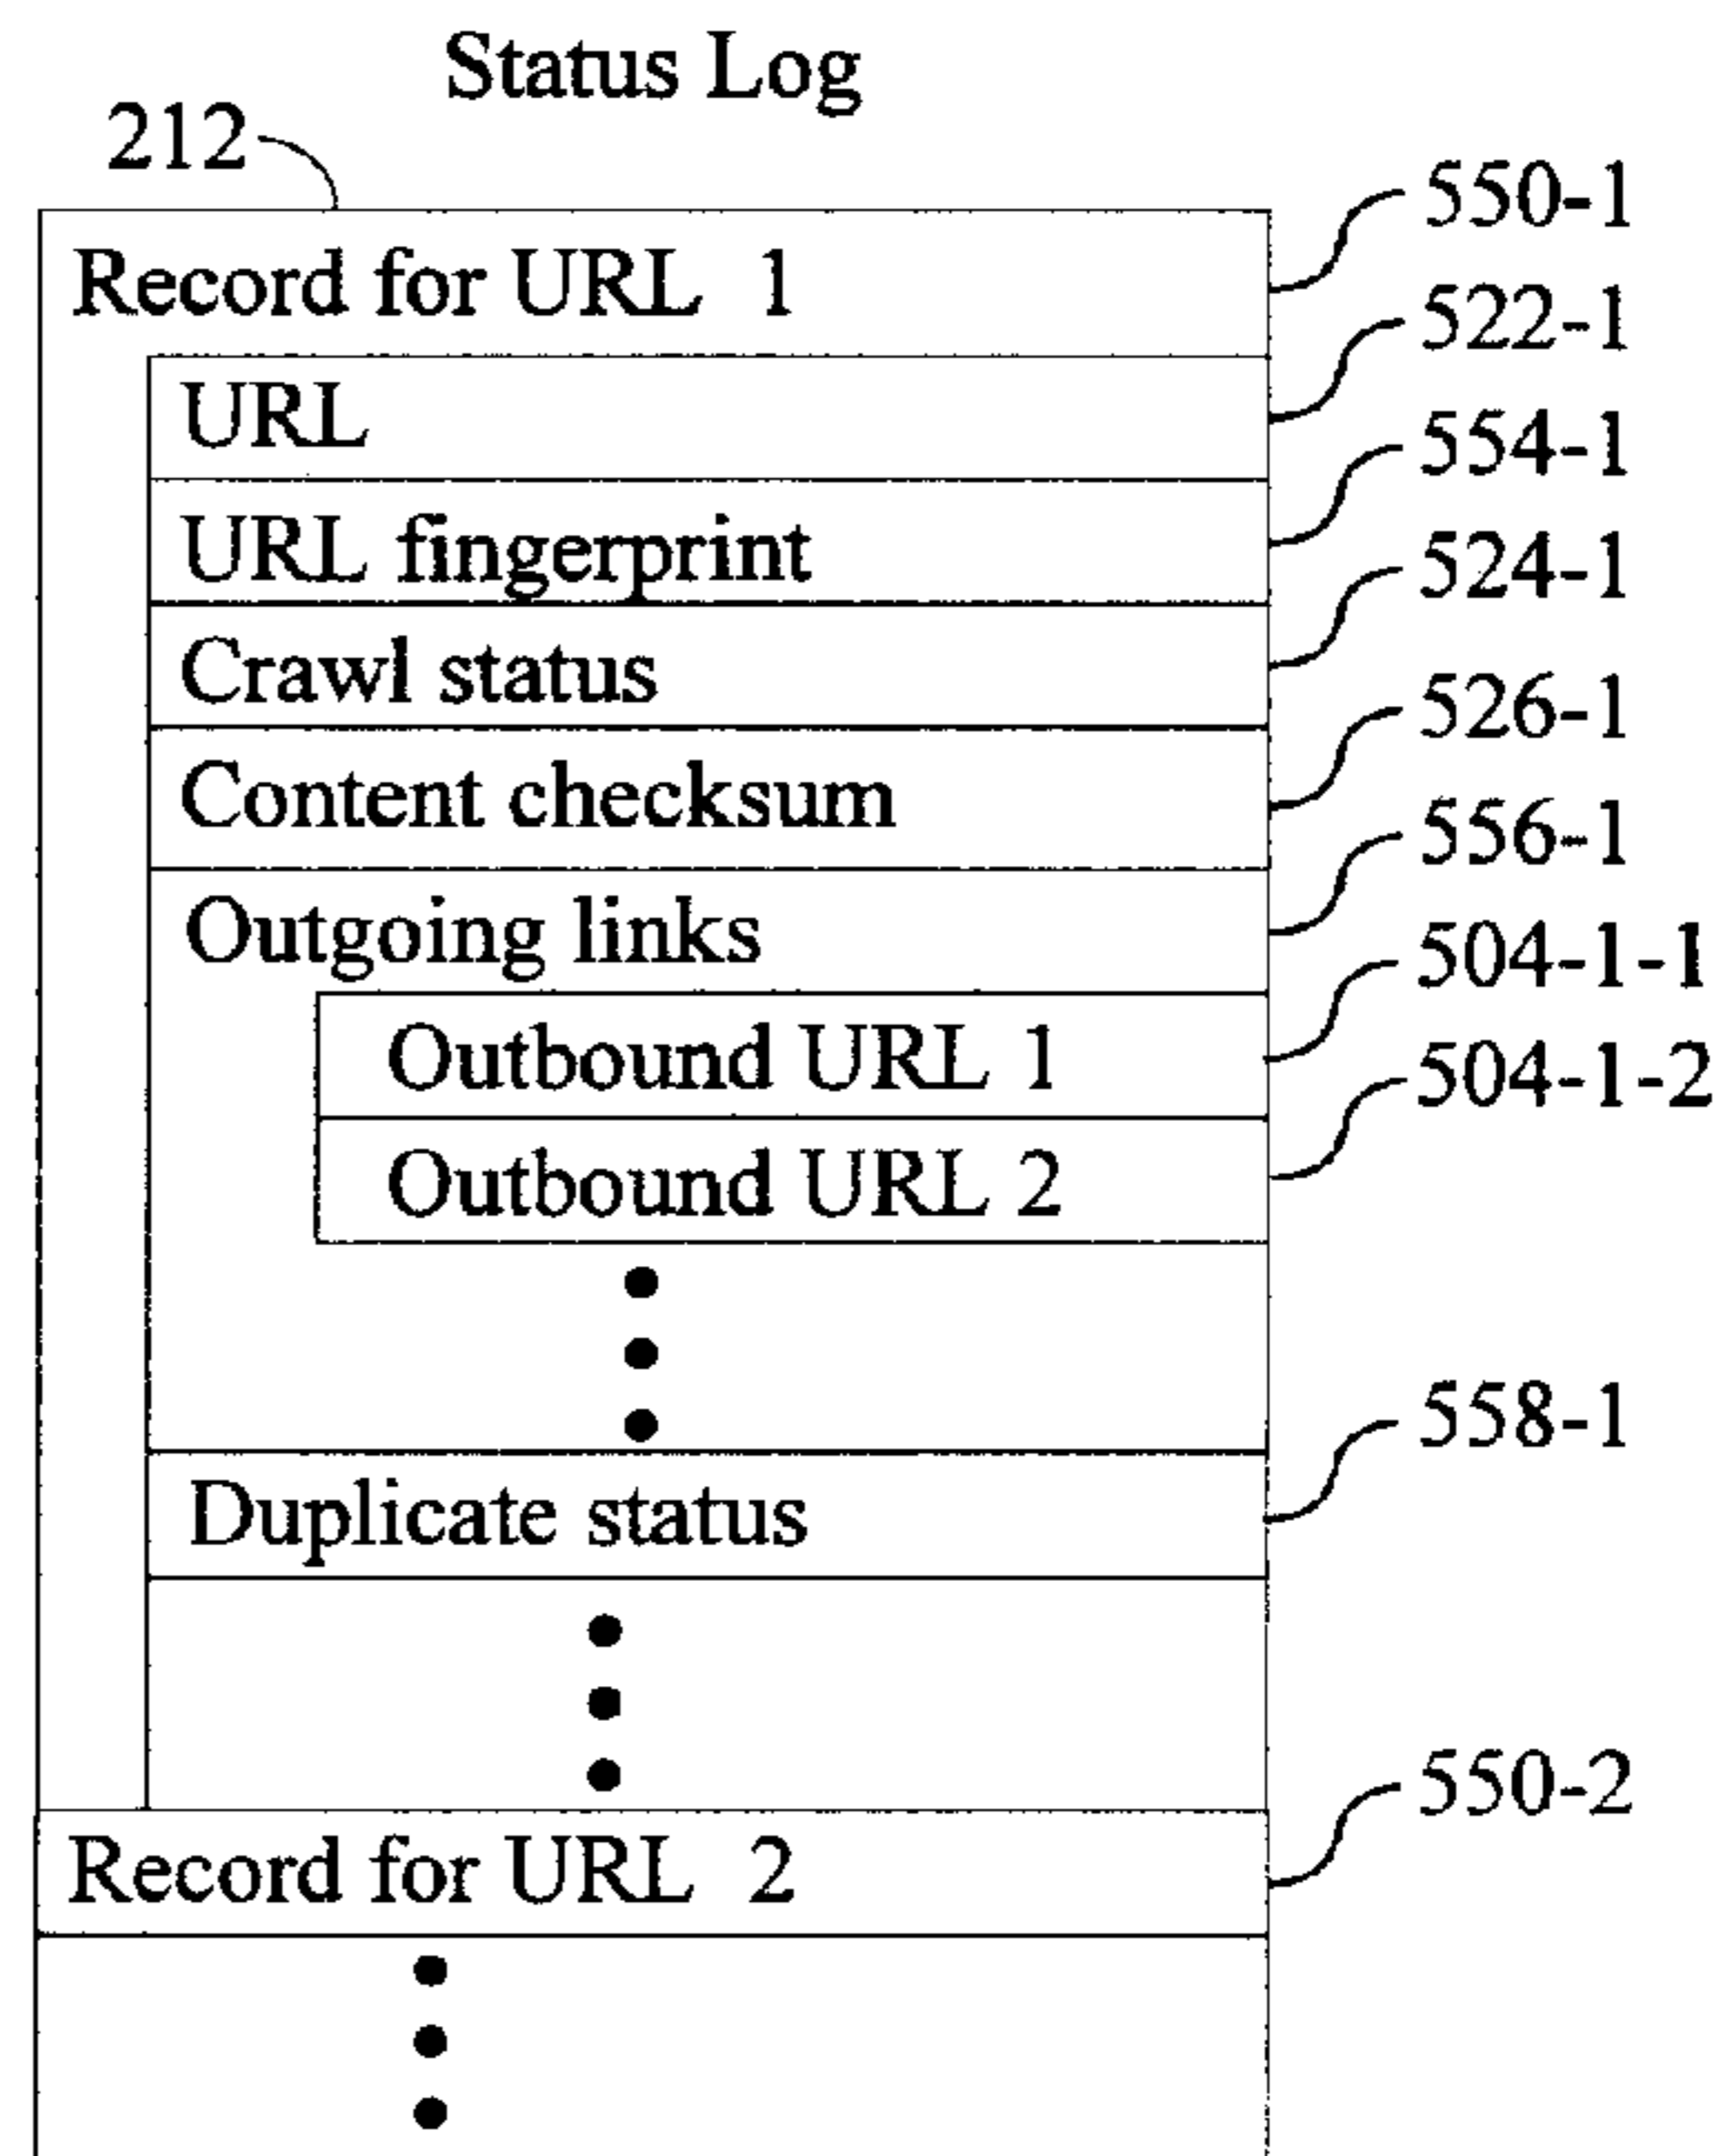 Status Log
212
550-1
Record for URL 1
522-1
URL
554-1
URL fingerprint
524-1
Crawl status
526-1
Content checksum
556-1
Outgoing links
504-1-1
Outbound URL 1
504-1-2
Outbound URL 2
558-1
Duplicate status
550-2
Record for URL 2